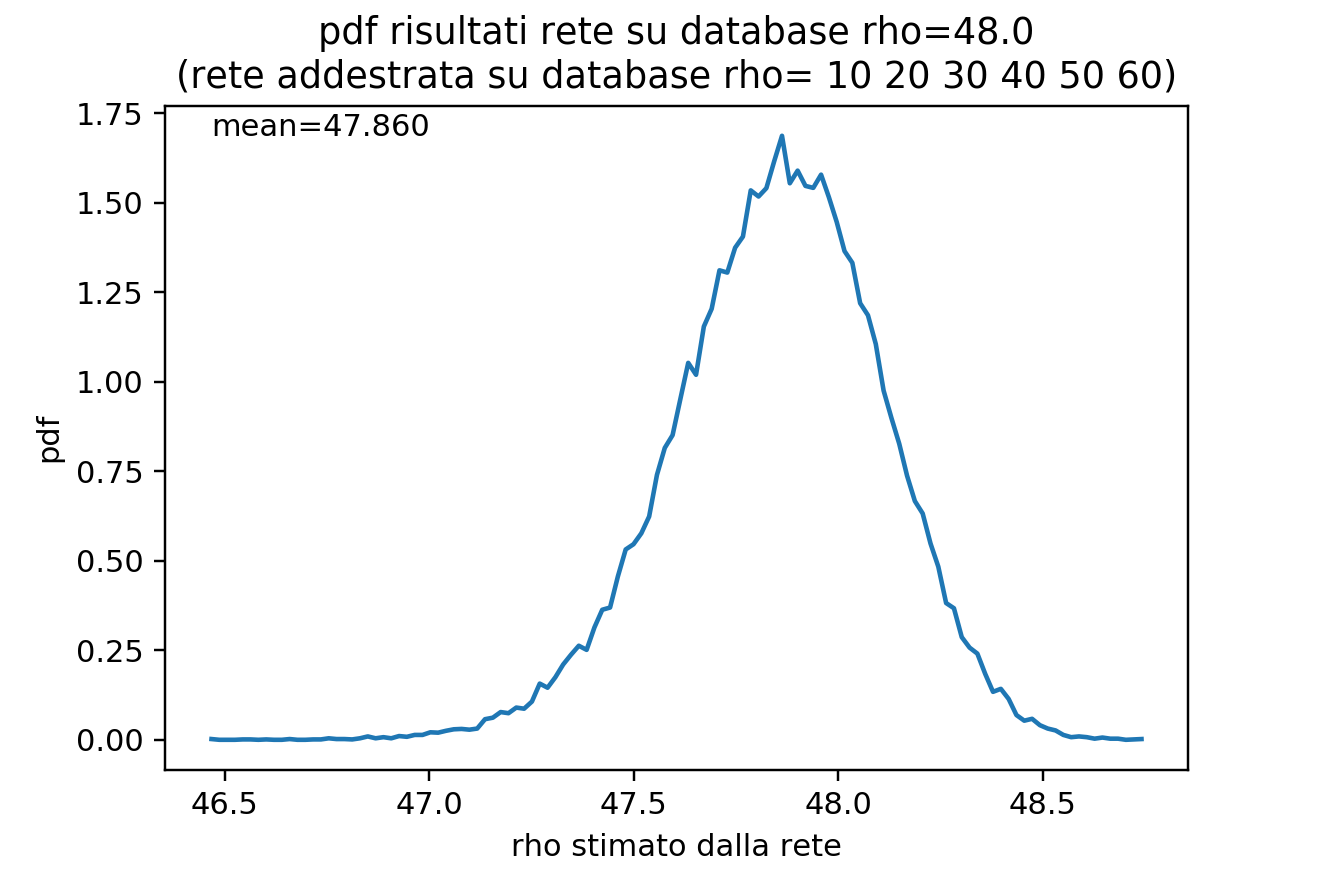 pdf risultati rete su database rho=48.0
(rete addestrata su database rho= 10 20 30 40 50 60)
mean=47.860
1.75
1.50
1.25
1.00
0.75
0.50
0.25
0.00
pdf
46.5 47.0 47.5 48.0 48.5
rho stimato dalla rete